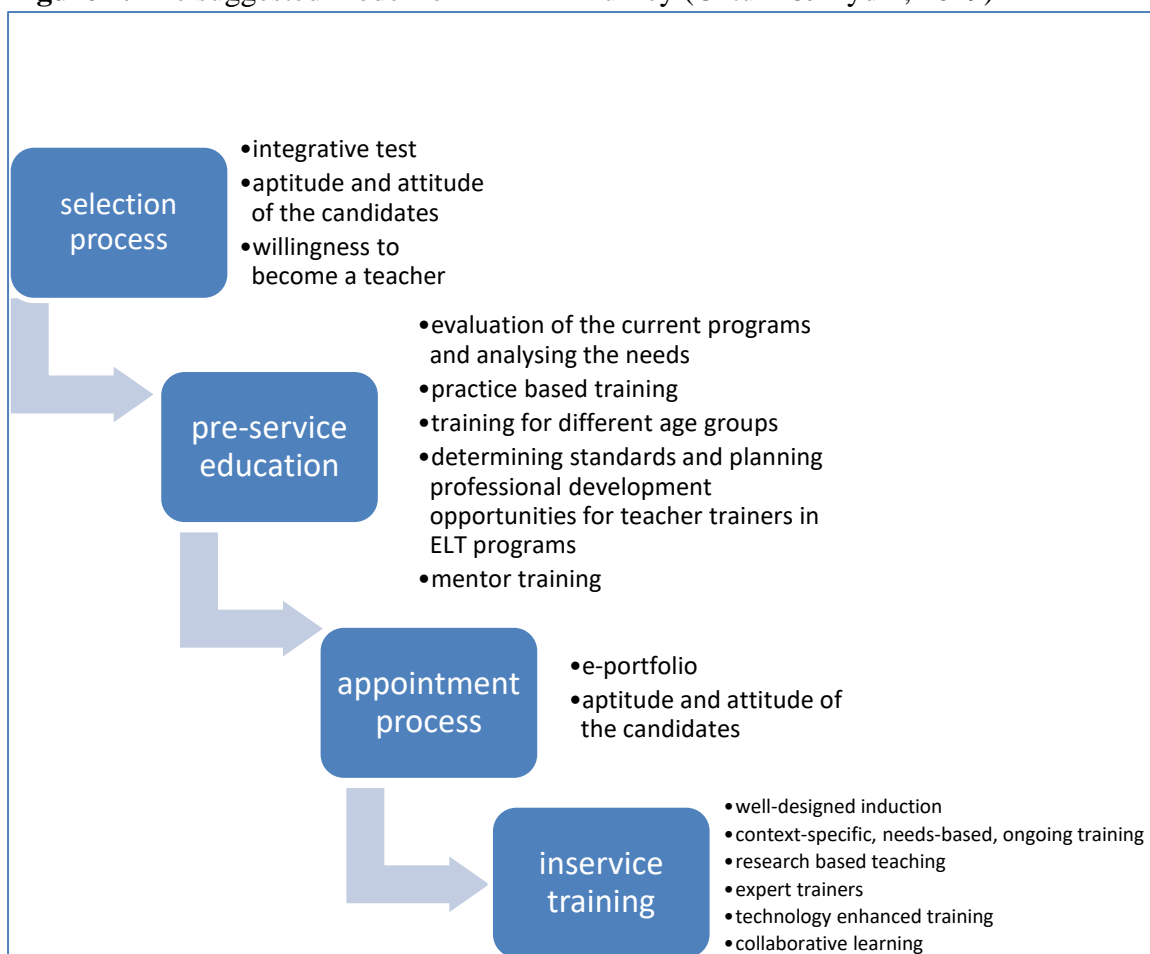 selection
process
•integrative test
•aptitude and attitude
of the candidates
•willingness to
become a teacher
pre-service
education
•evaluation of the current programs
and analysing the needs
•practice based training
•training for different age groups
•determining standards and planning
professional development
opportunities for teacher trainers in
ELT programs
•mentor training
appointment
process
•e-portfolio
•aptitude and attitude of
the candidates
inservice
training
•well-designed induction
•context-specific, needs-based, ongoing training
•research based teaching
•expert trainers
•technology enhanced training
•collaborative learning